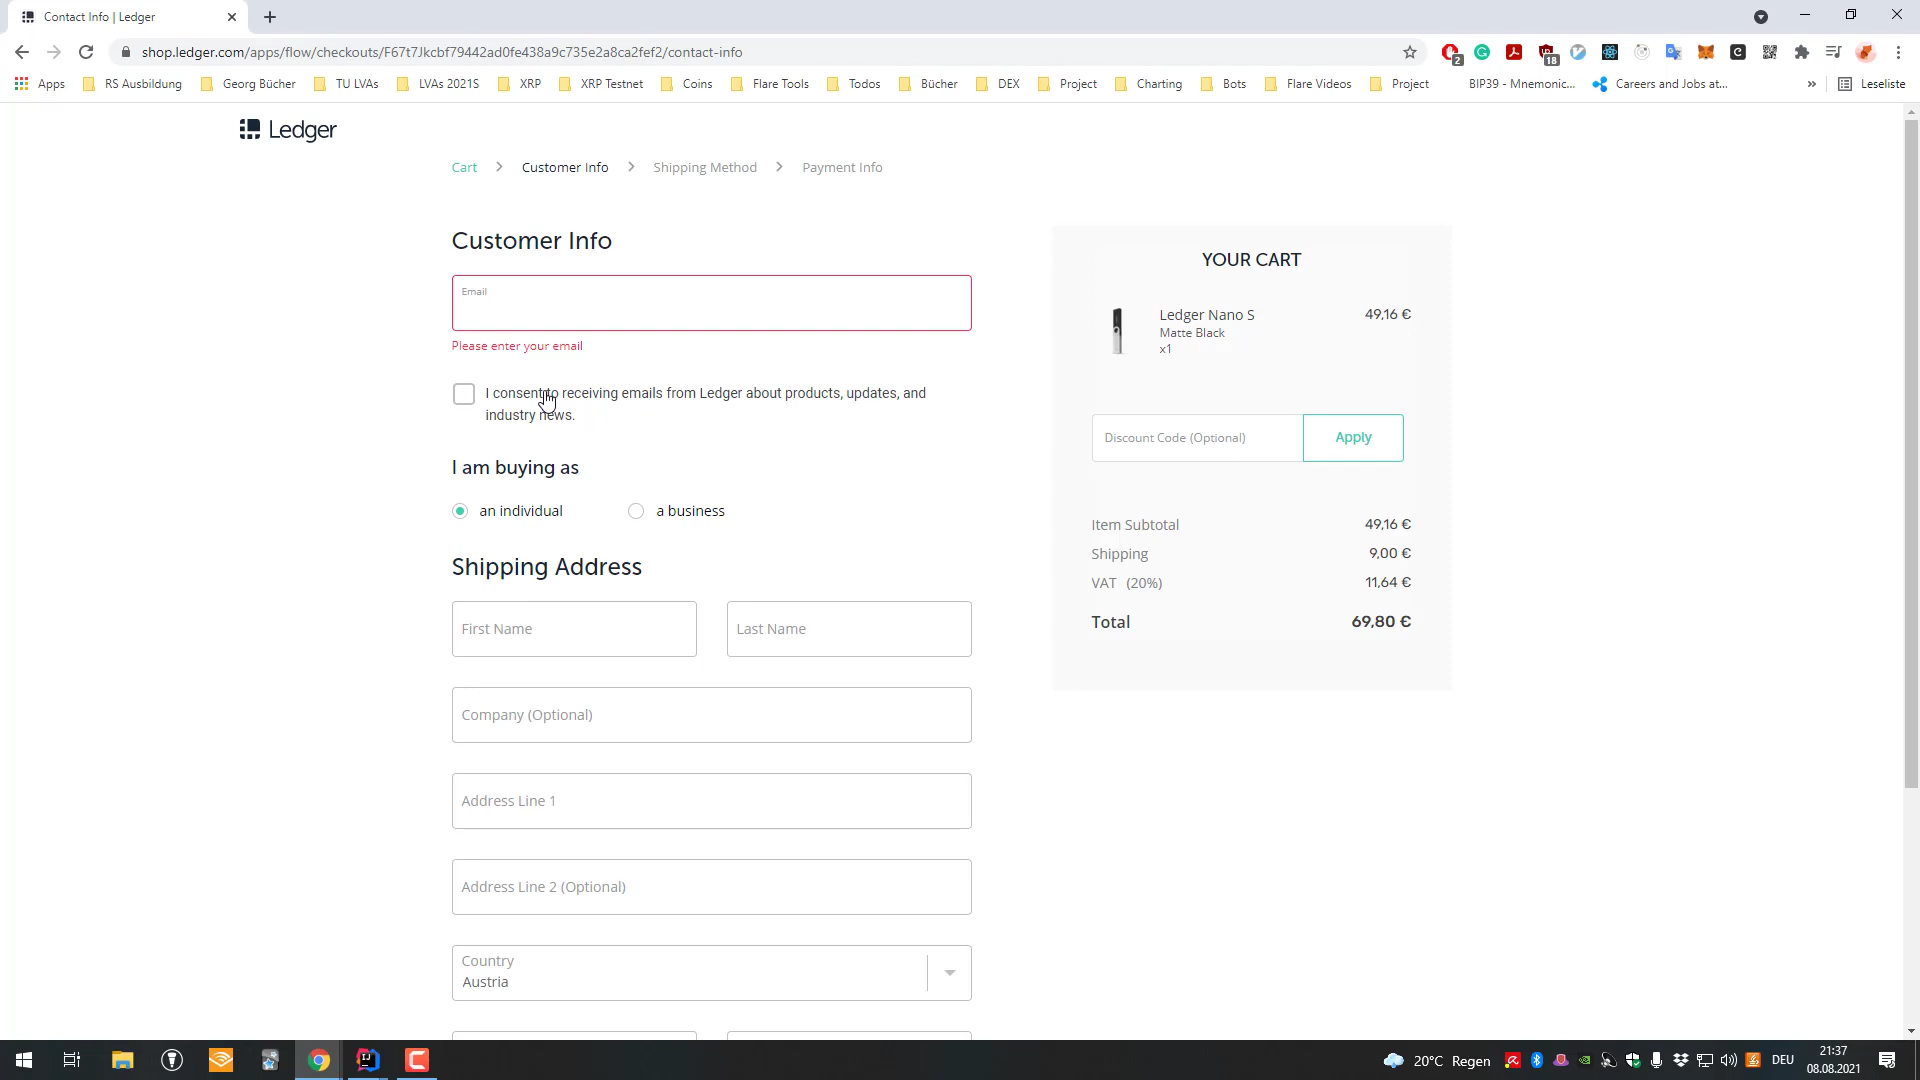 Contact Info | Ledger
shop.ledger.com/apps/flow/checkouts/F67t7Jkcbf79442ad0fe438a9c735e2a8ca2fef2/contact-info
2
18
Apps
RS Ausbildung
Georg Bücher
TU LVAs
LVAs 2021S
XRP
XRP Testnet
Coins
Flare Tools
Todos
Bücher
DEX
Project
Charting
Bots
Flare Videos
Project
BIP39 - Mnemonic...
Careers and Jobs at...
»
Leseliste
Ledger
Cart > Customer Info > Shipping Method > Payment Info
Customer Info
Email
Please enter your email
I consent to receiving emails from Ledger about products, updates, and
industry news.
I am buying as
an individual
a business
Shipping Address
First Name
Last Name
Company (Optional)
Address Line 1
Address Line 2 (Optional)
Country
Austria
YOUR CART
Ledger Nano S 49,16 €
Matte Black
x1
Discount Code (Optional)
Apply
Item Subtotal 49,16 €
Shipping 9,00 €
VAT (20%) 11,64 €
Total 69,80 €
20°C Regen
DEU
21:37
08.08.2021